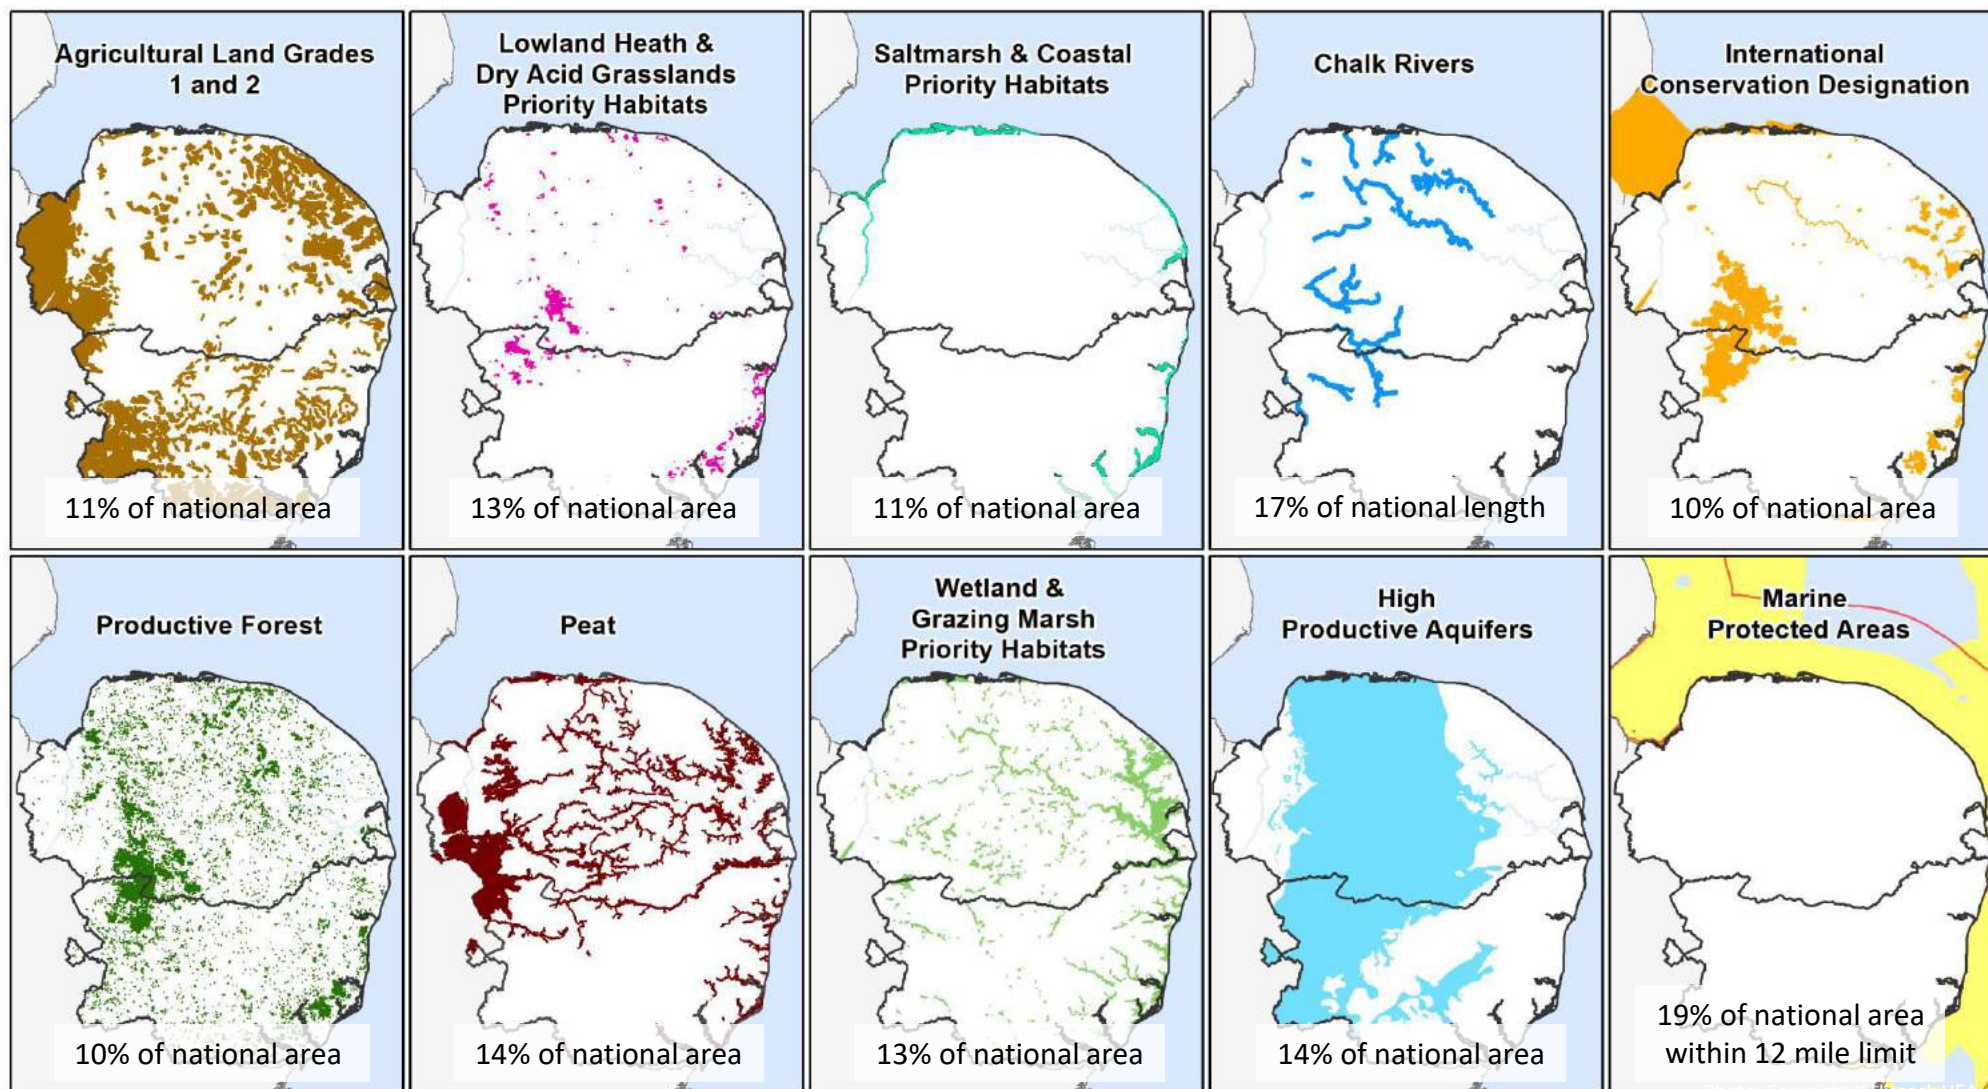 Agricultural Land Grades
1 and 2
11% of national area
Lowland Heath &
Dry Acid Grasslands
Priority Habitats
13% of national area
Saltmarsh & Coastal
Priority Habitats
11% of national area
Chalk Rivers
17% of national length
International
Conservation Designation
10% of national area
Productive Forest
10% of national area
Peat
14% of national area
Wetland &
Grazing Marsh
Priority Habitats
13% of national area
High
Productive Aquifers
14% of national area
Marine
Protected Areas
19% of national area
within 12 mile limit